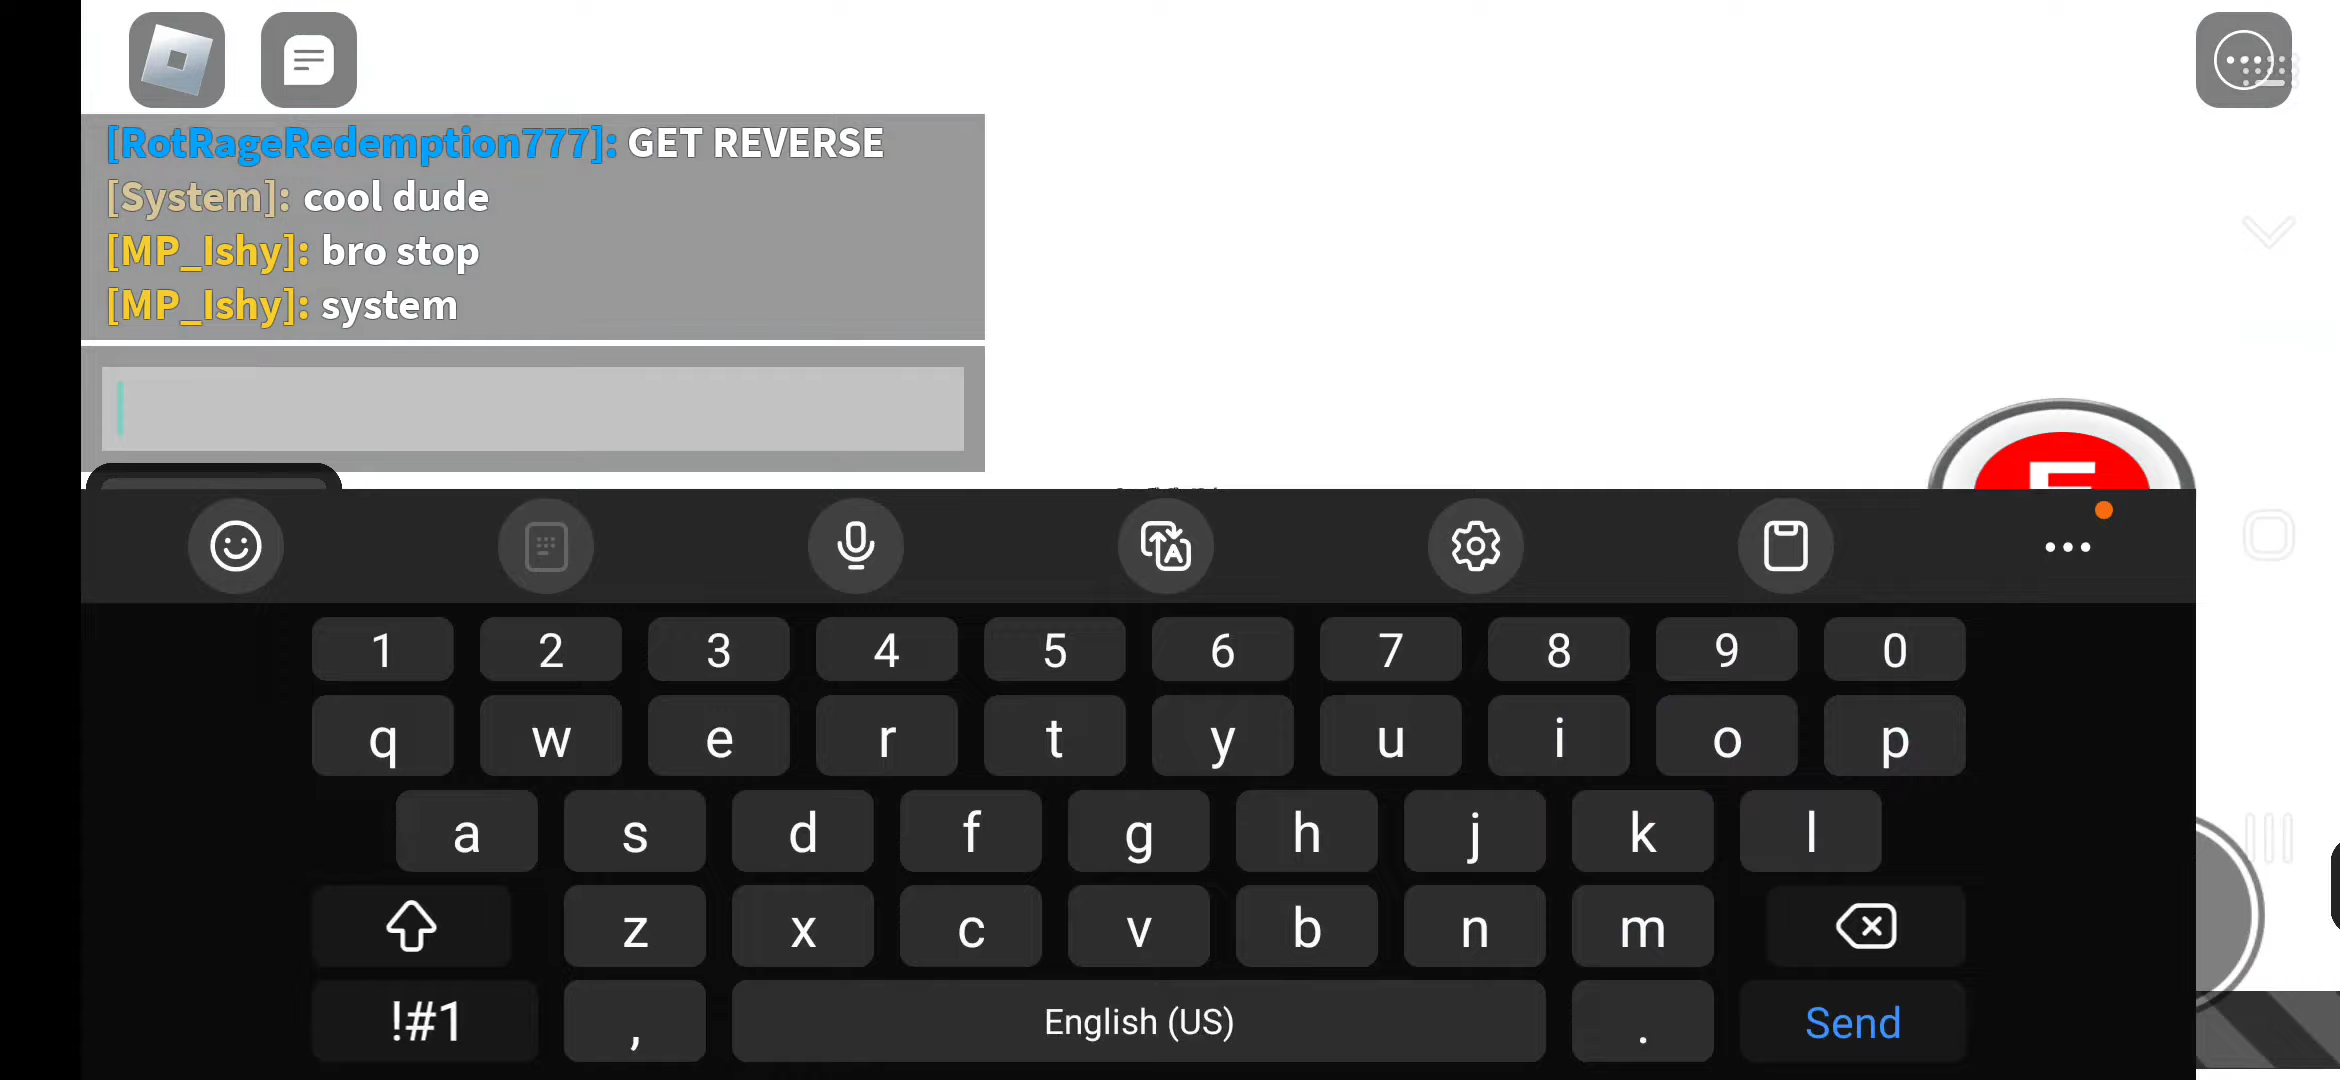 [RotRageRedemption777]: GET REVERSE
[System]: cool dude
[MP_Ishy]: bro stop
[MP_Ishy]: system
1 2 3 4 5 6 7 8 9 0
q w e r t y u i o p
a s d f g h j k l
z x c v b n m
!#1 , English (US) . Send